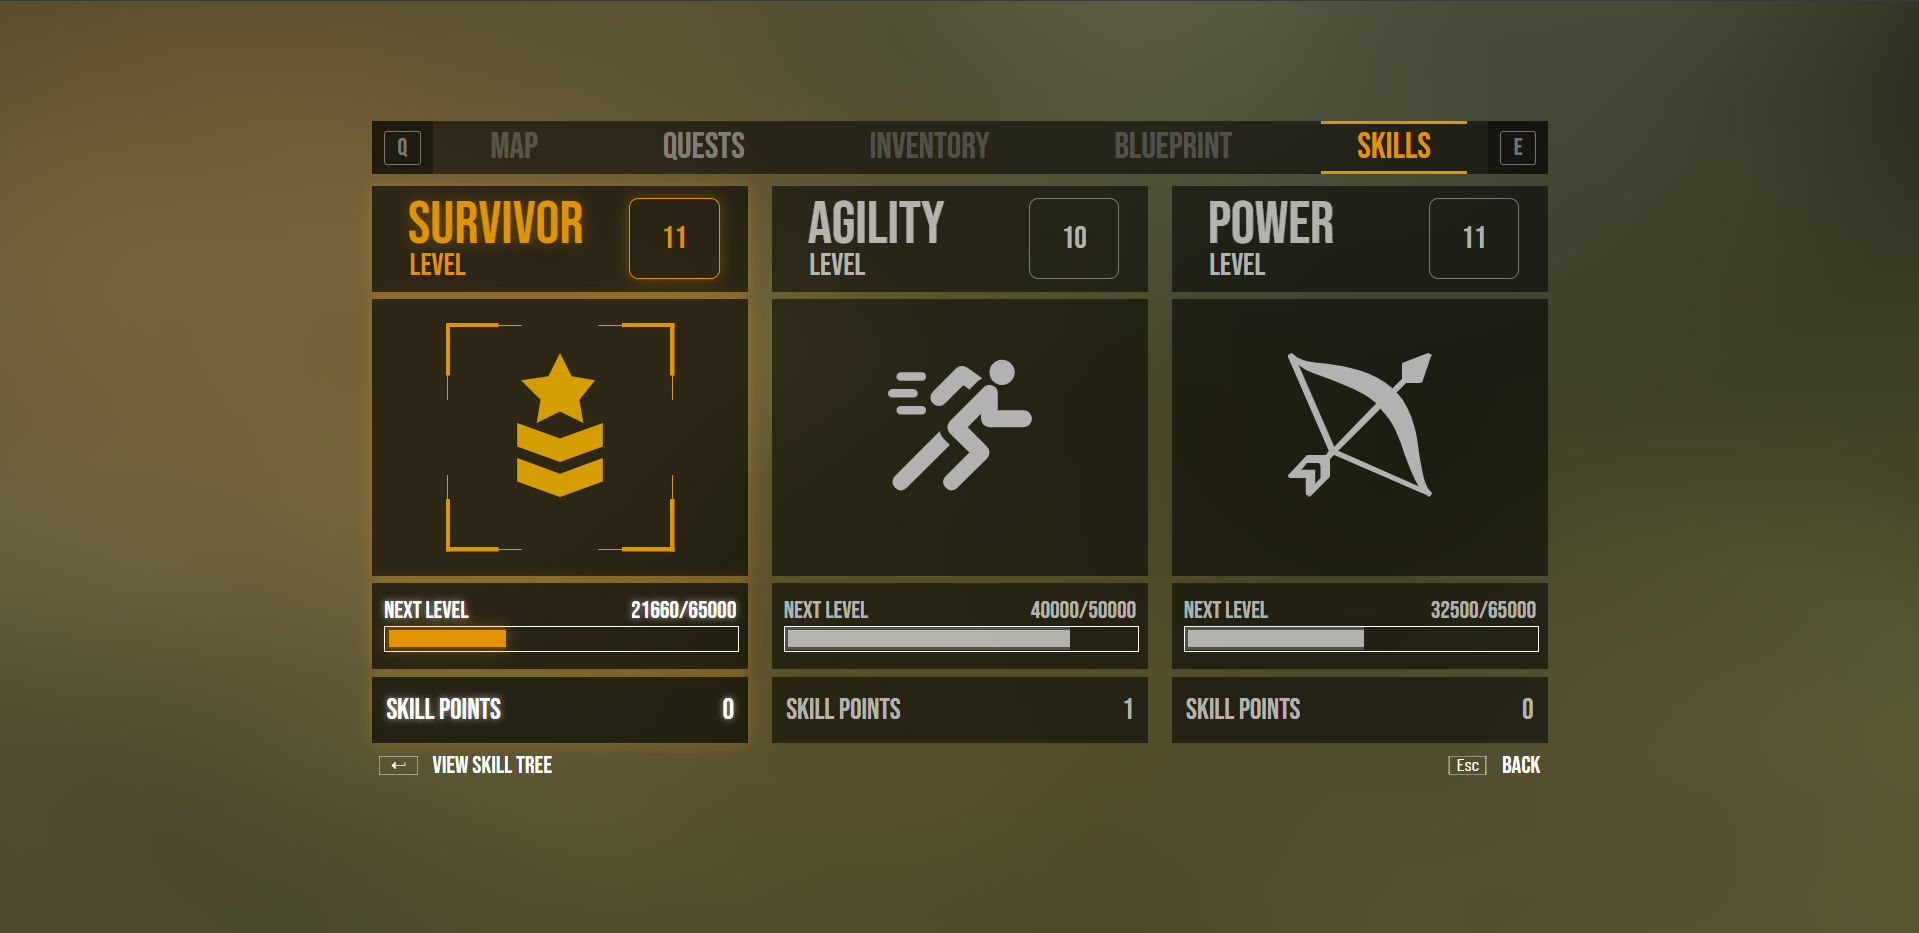 Q MAP QUESTS INVENTORY BLUEPRINT SKILLS E
SURVIVOR
LEVEL
11
AGILITY
LEVEL
10
POWER
LEVEL
11
NEXT LEVEL 21660/65000
NEXT LEVEL 40000/50000
NEXT LEVEL 32500/65000
SKILL POINTS 0
SKILL POINTS 1
SKILL POINTS 0
VIEW SKILL TREE
Esc BACK